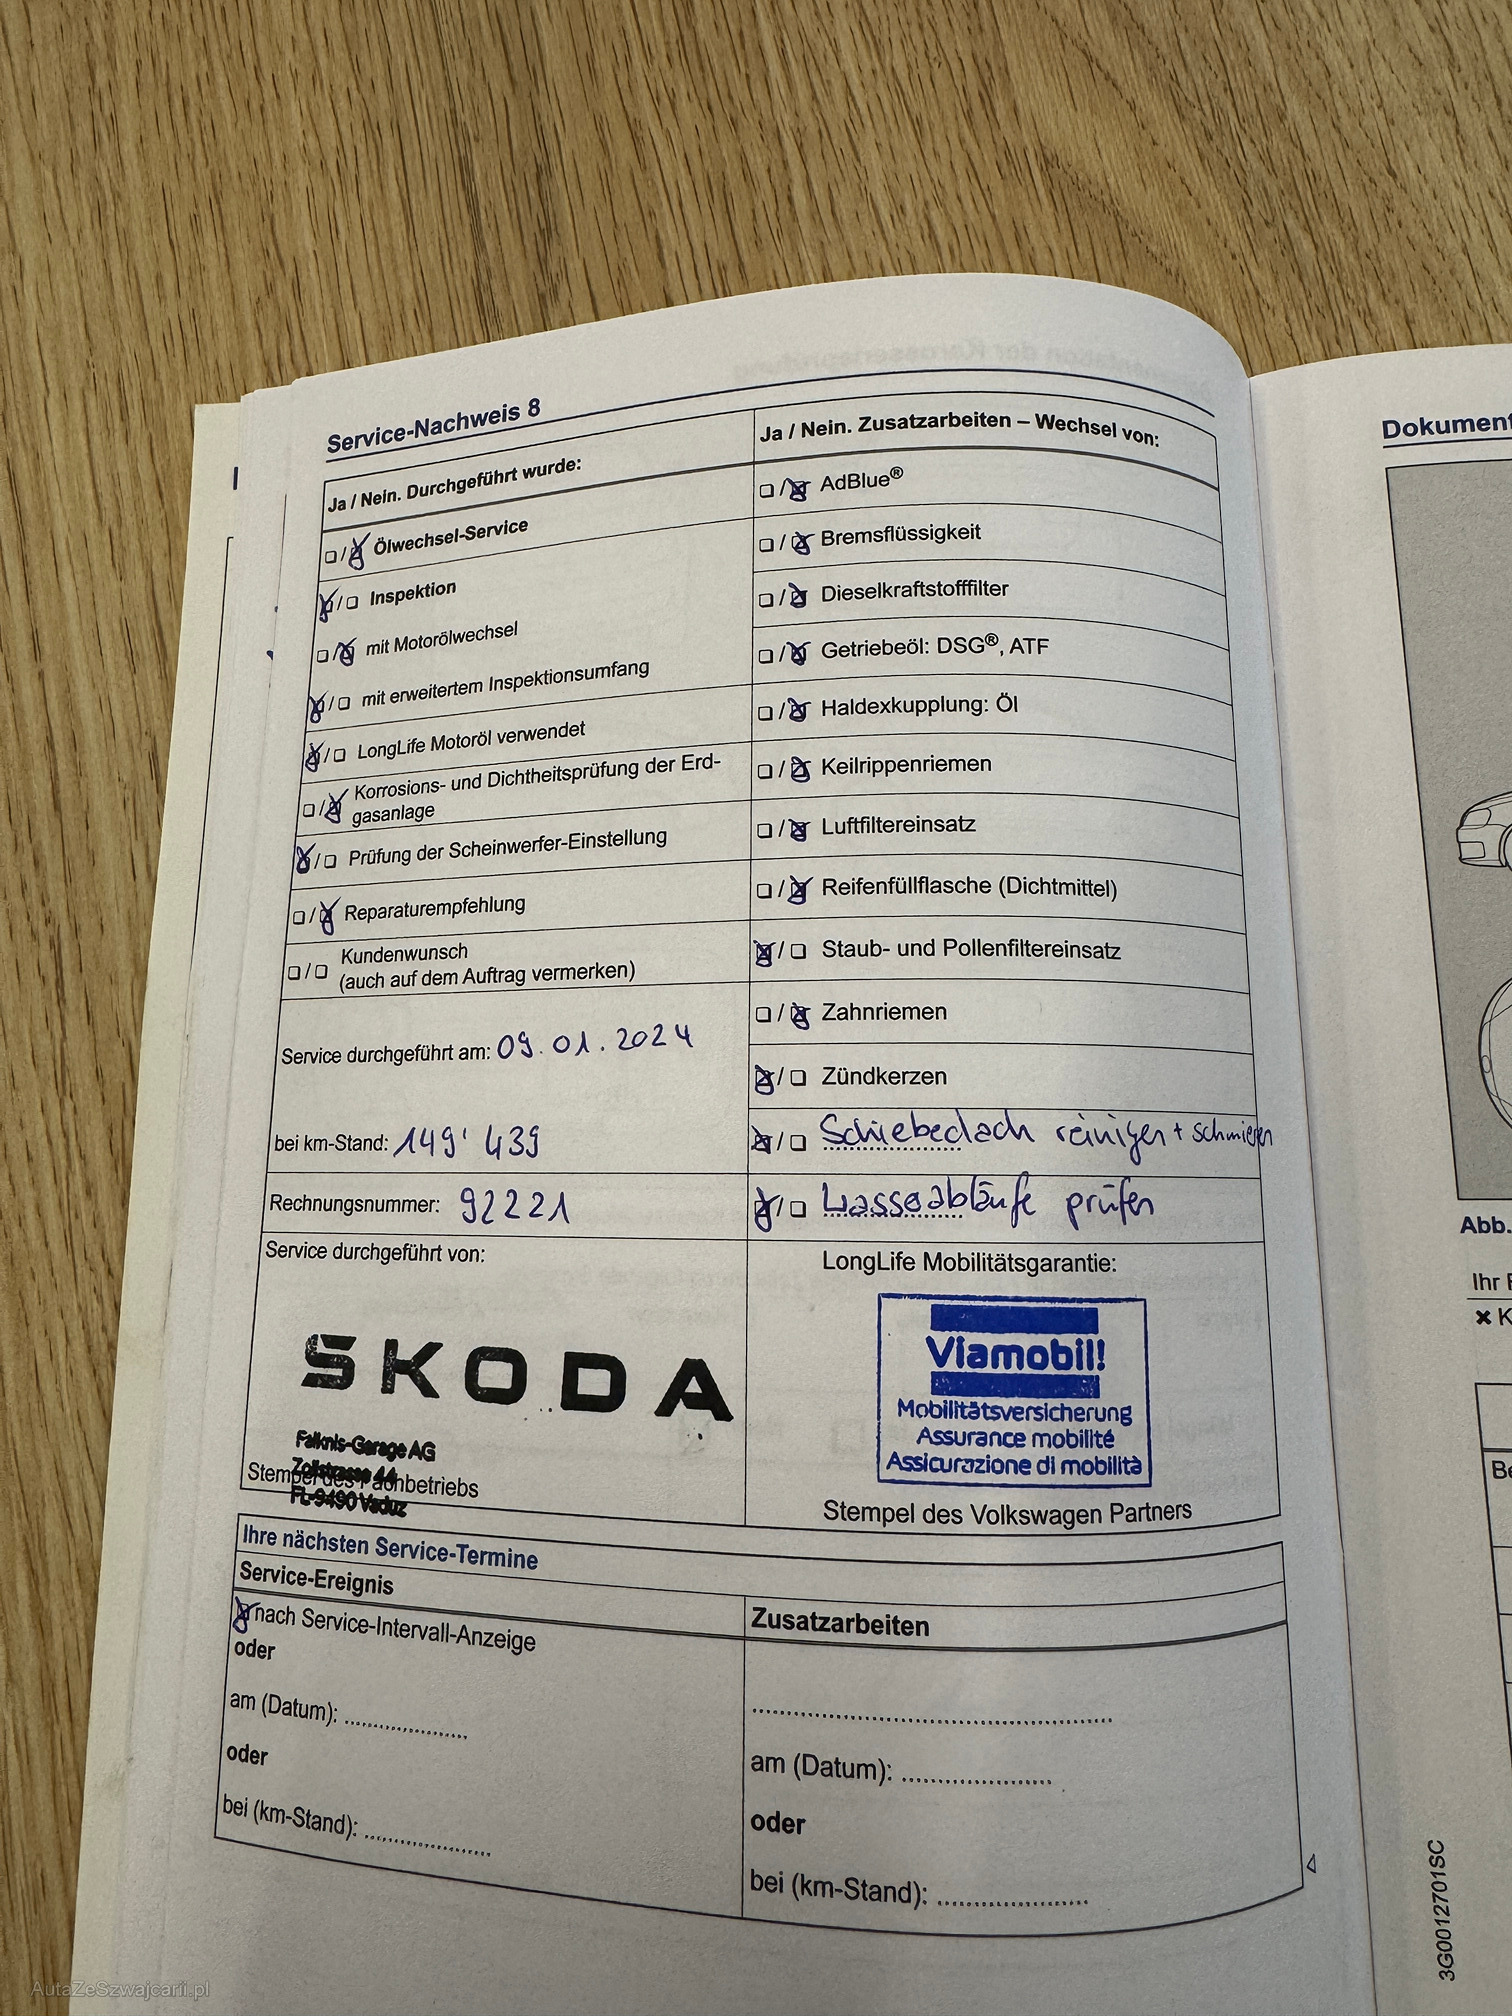 Service-Nachweis 8
Ja / Nein. Durchgeführt wurde:
Ölwechsel-Service
Inspektion
mit Motorölwechsel
mit erweitertem Inspektionsumfang
LongLife Motoröl verwendet
Korrosions- und Dichtheitsprüfung der Erd-
gasanlage
Prüfung der Scheinwerfer-Einstellung
Reparaturempfehlung
Kundenwunsch
(auch auf dem Auftrag vermerken)
Service durchgeführt am: 09.01.2024
bei km-Stand: 149'439
Rechnungsnummer: 92221
Service durchgeführt von:
SKODA
Falknis-Garage AG
Zollstrasse 44
Stempel des Fachbetriebs
FL-9490 Vaduz
Ja / Nein. Zusatzarbeiten – Wechsel von:
AdBlue®
Bremsflüssigkeit
Dieselkraftstofffilter
Getriebeöl: DSG®, ATF
Haldexkupplung: Öl
Keilrippenriemen
Luftfiltereinsatz
Reifenfüllflasche (Dichtmittel)
Staub- und Pollenfiltereinsatz
Zahnriemen
Zündkerzen
Schiebedach reinigen + schmieren
Wasserabläufe prüfen
LongLife Mobilitätsgarantie:
Viamobil!
Mobilitätsversicherung
Assurance mobilité
Assicurazione di mobilità
Stempel des Volkswagen Partners
Ihre nächsten Service-Termine
Service-Ereignis
nach Service-Intervall-Anzeige
oder
am (Datum):
oder
bei (km-Stand):
Zusatzarbeiten
am (Datum):
oder
bei (km-Stand):
Dokument
Abb.
Ihr
K
Be
3G0012701SC
AutaZeSzwajcarii.pl